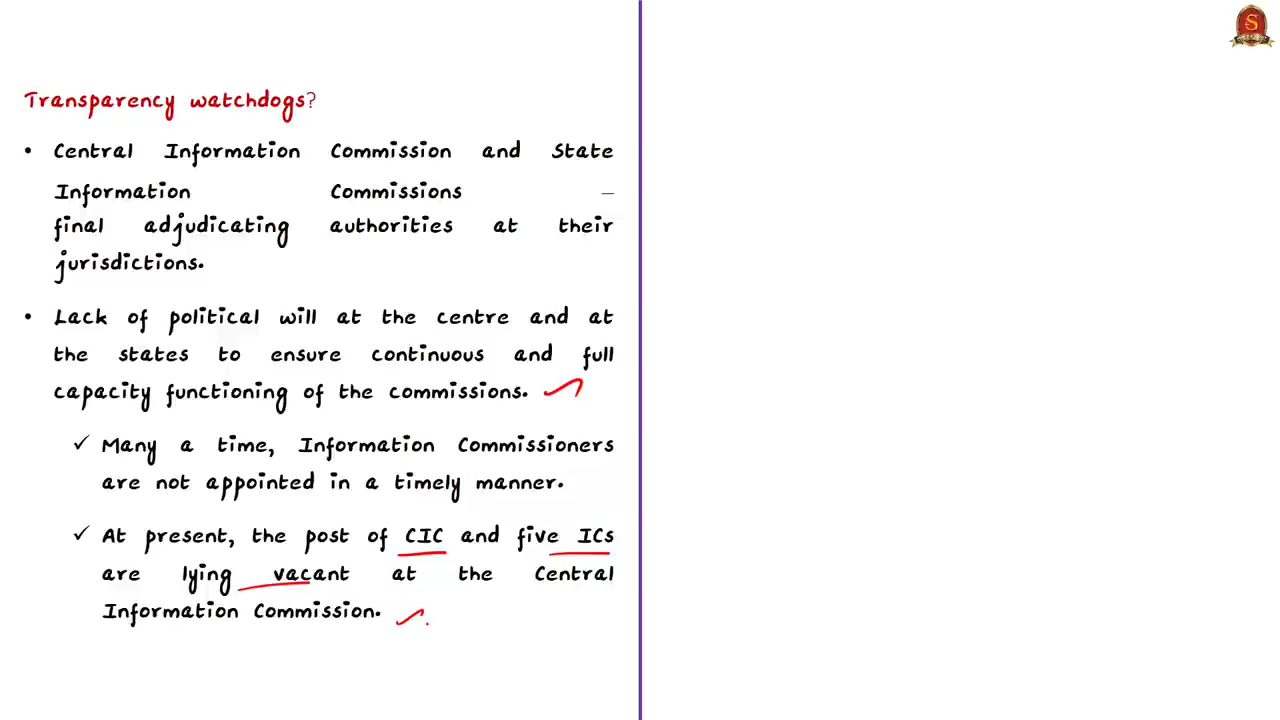 Transparency watchdogs?
• Central Information Commission and State
Information Commissions –
final adjudicating authorities at their
jurisdictions.
• Lack of political will at the centre and at
the states to ensure continuous and full
capacity functioning of the commissions.
✓ Many a time, Information Commissioners
are not appointed in a timely manner.
✓ At present, the post of CIC and five ICs
are lying vacant at the Central
Information Commission.
S